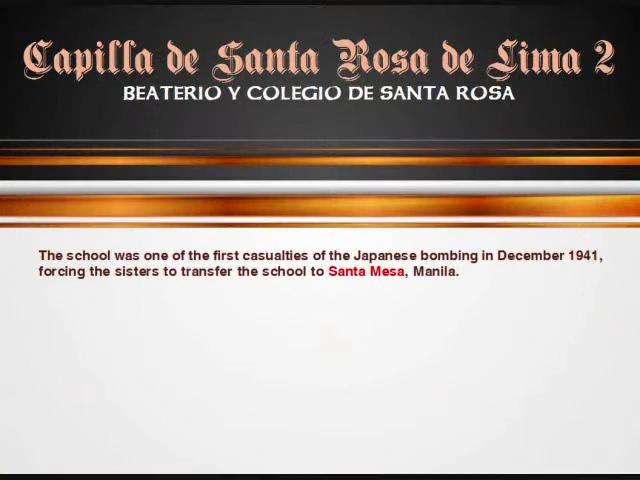 Capilla de Santa Rosa de Lima 2
BEATERIO Y COLEGIO DE SANTA ROSA
The school was one of the first casualties of the Japanese bombing in December 1941,
forcing the sisters to transfer the school to Santa Mesa, Manila.